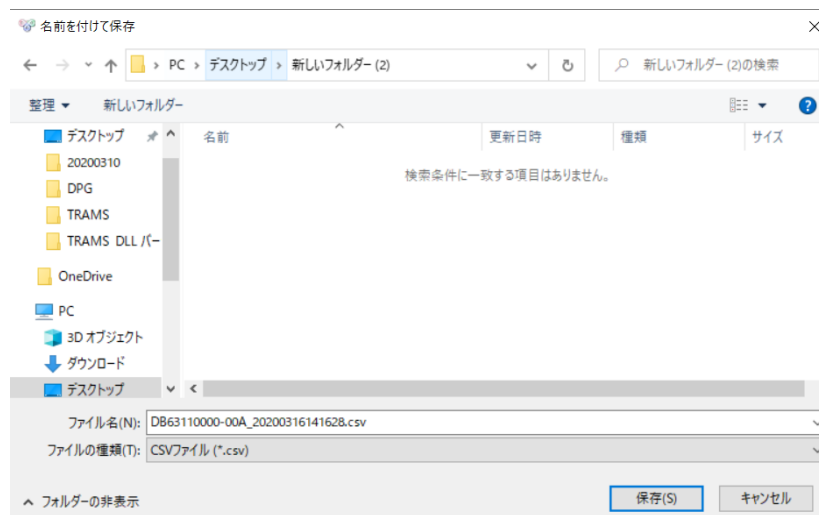 名前を付けて保存
PC > デスクトップ > 新しいフォルダー (2)
新しいフォルダー (2)の検索
整理 新しいフォルダー
名前 更新日時 種類 サイズ
検索条件に一致する項目はありません。
デスクトップ
20200310
DPG
TRAMS
TRAMS DLL バー
OneDrive
PC
3D オブジェクト
ダウンロード
デスクトップ
ファイル名(N): DB63110000-00A_20200316141628.csv
ファイルの種類(T): CSVファイル (*.csv)
フォルダーの非表示 保存(S) キャンセル